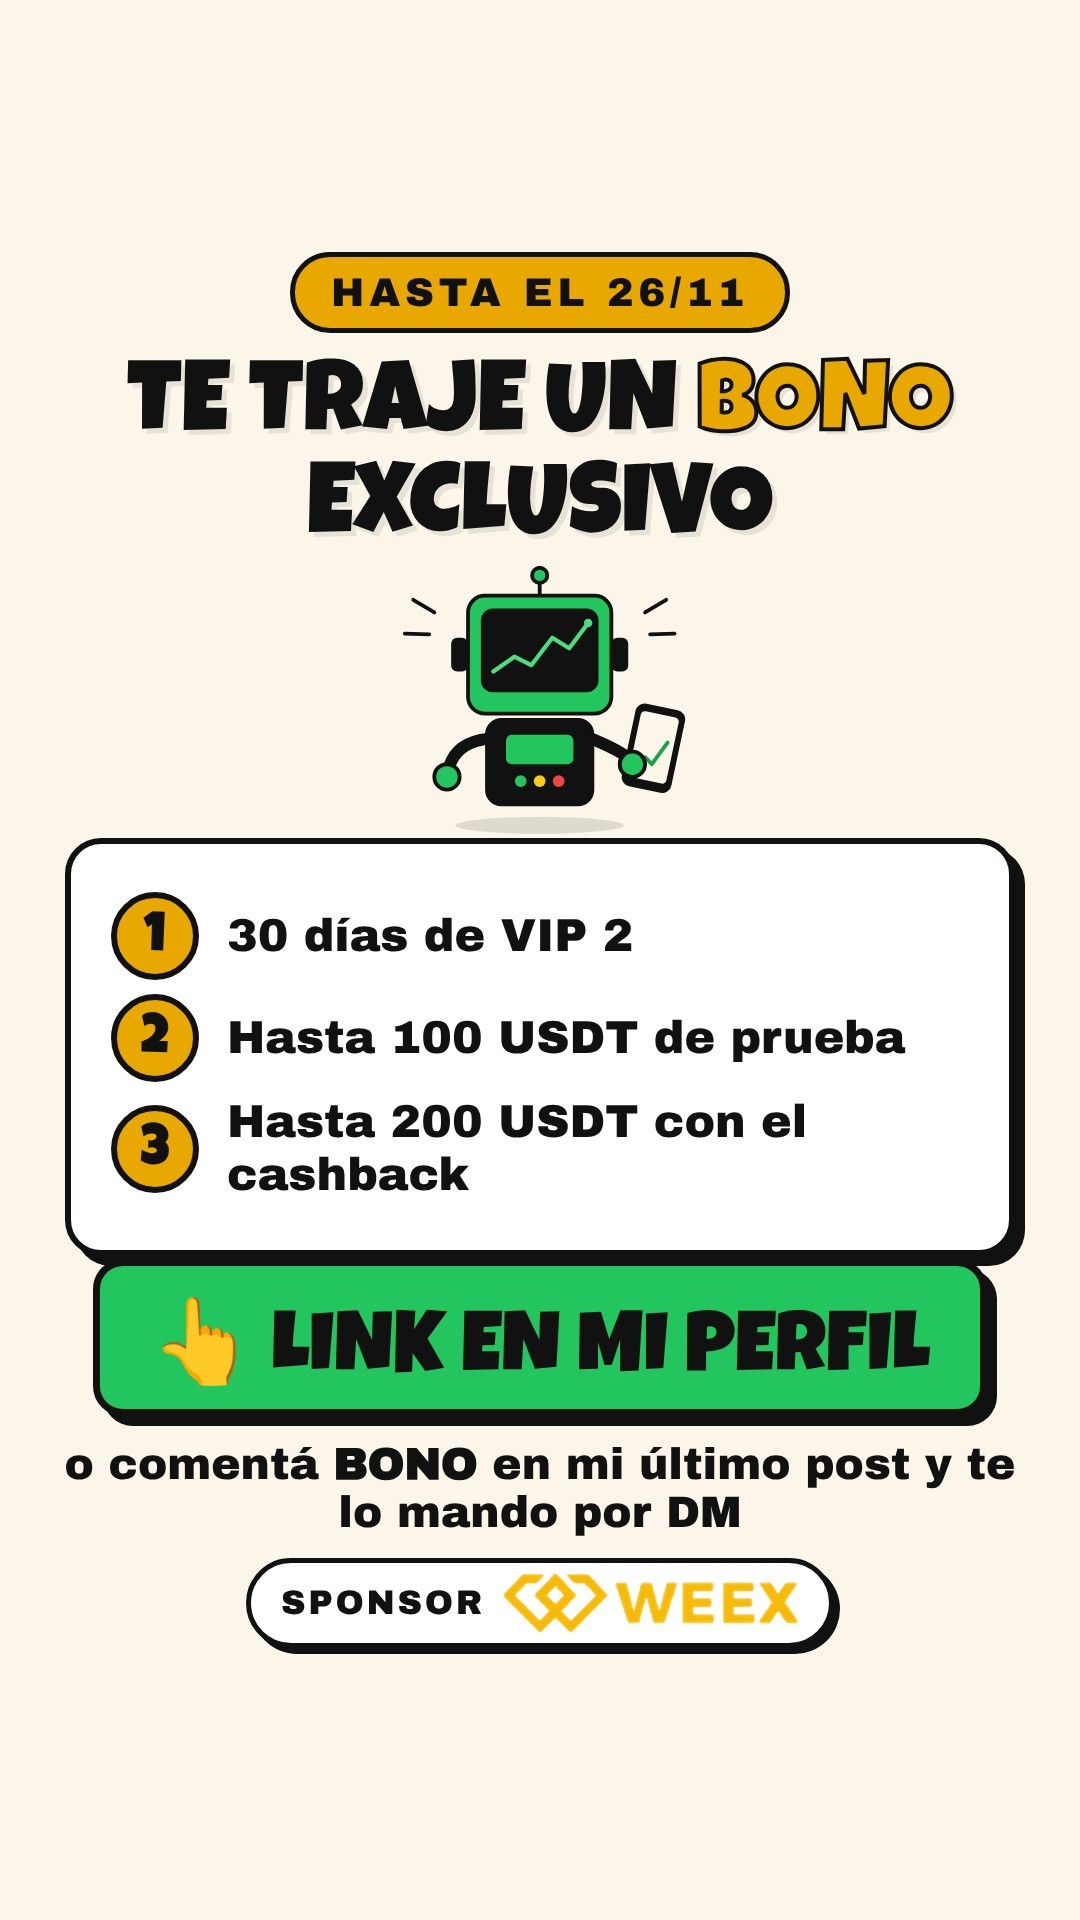 HASTA EL 26/11
TE TRAJE UN BONO
EXCLUSIVO
1 30 días de VIP 2
2 Hasta 100 USDT de prueba
3 Hasta 200 USDT con el
cashback
👆 LINK EN MI PERFIL
o comentá BONO en mi último post y te
lo mando por DM
SPONSOR WEEX